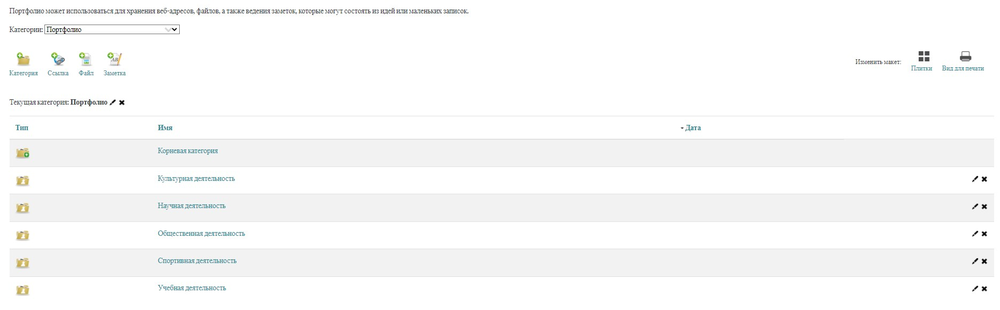 Портфолио может использоваться для хранения веб-адресов, файлов, а также ведения заметок, которые могут состоять из идей или маленьких записок.
Категории: Портфолио
Категория Ссылка Файл Заметка
Изменить макет: Плитки Вид для печати
Текущая категория: Портфолио
Тип Имя Дата
Корневая категория
Культурная деятельность
Научная деятельность
Общественная деятельность
Спортивная деятельность
Учебная деятельность